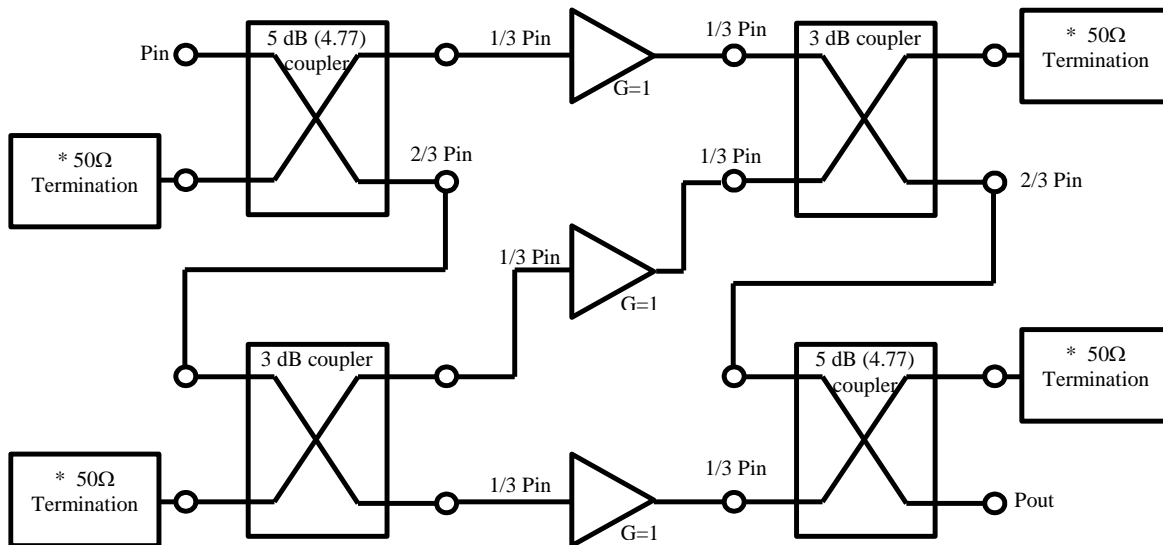 5 dB (4.77)
coupler
Pin
1/3 Pin
G=1
1/3 Pin
3 dB coupler
* 50Ω
Termination
* 50Ω
Termination
2/3 Pin
1/3 Pin
2/3 Pin
1/3 Pin
G=1
3 dB coupler
5 dB (4.77)
coupler
* 50Ω
Termination
* 50Ω
Termination
1/3 Pin
G=1
1/3 Pin
Pout